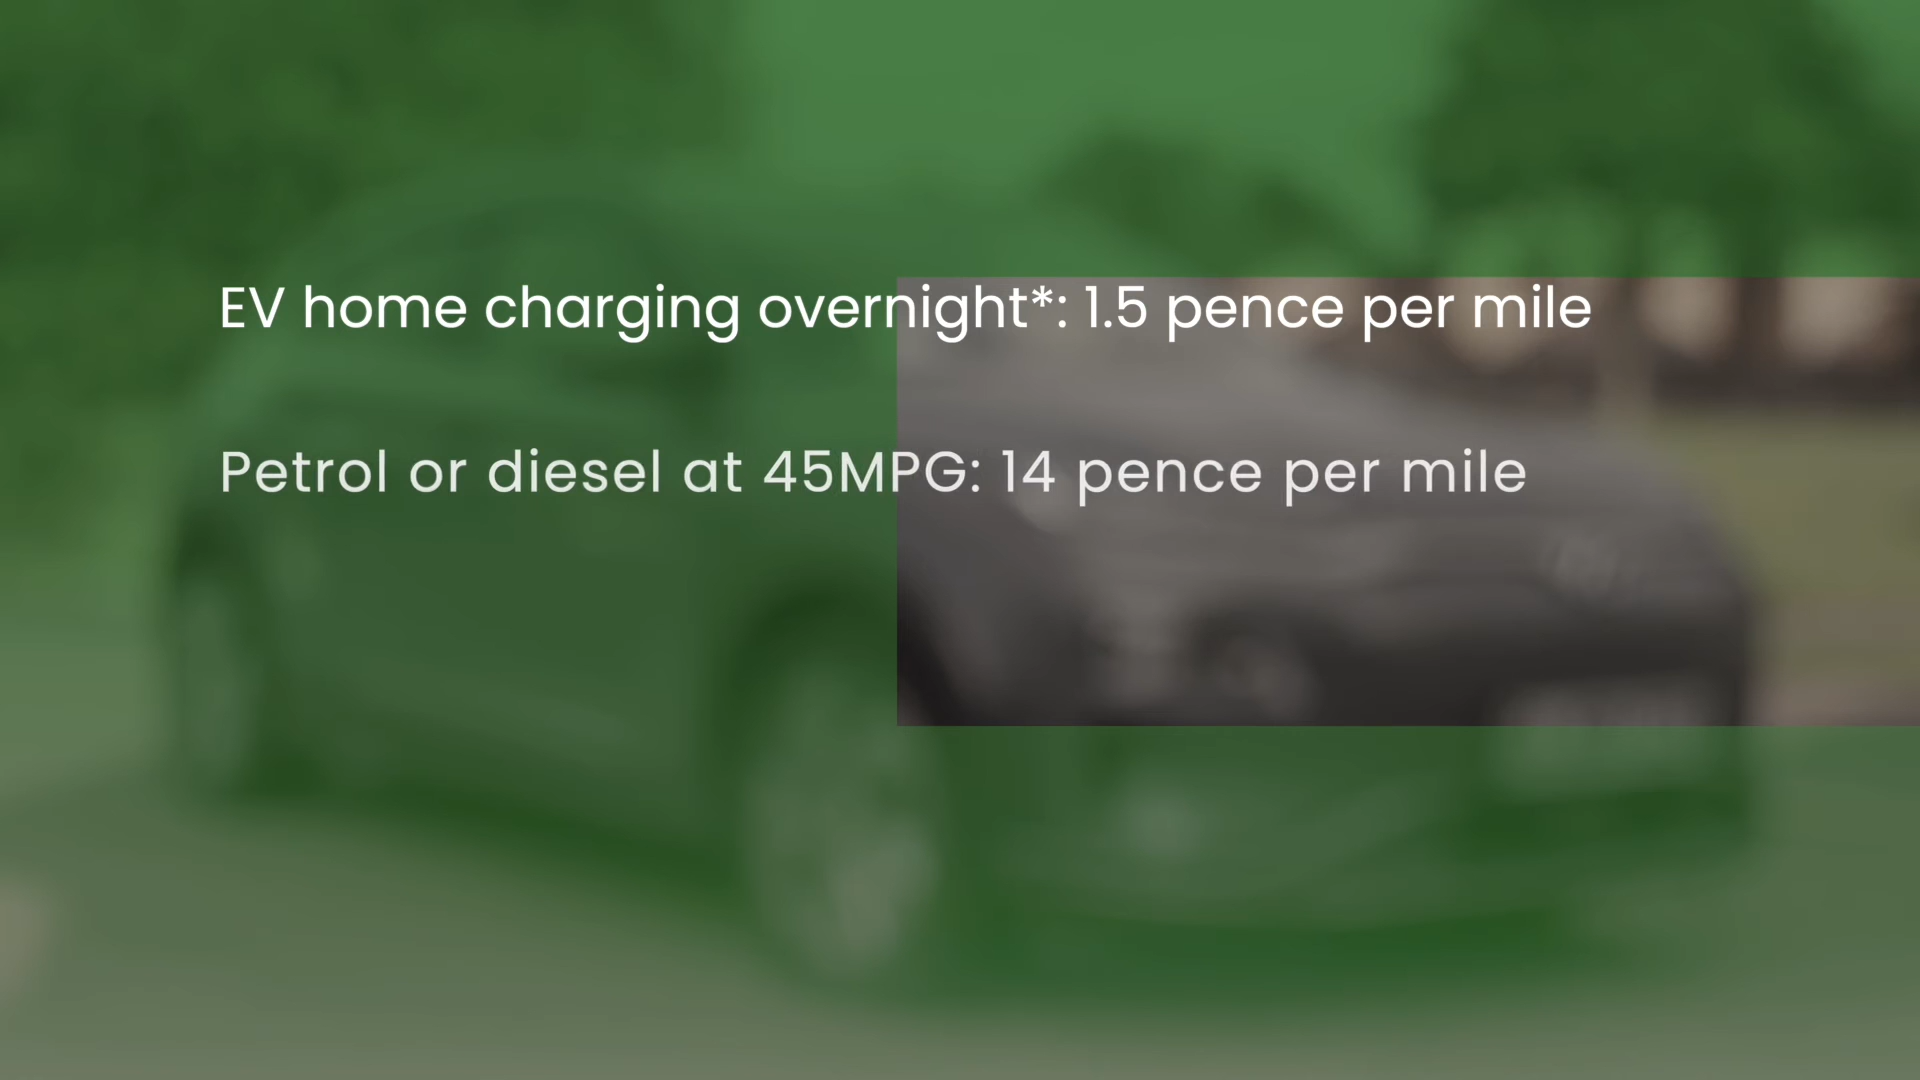 EV home charging overnight*: 1.5 pence per mile
Petrol or diesel at 45MPG: 14 pence per mile